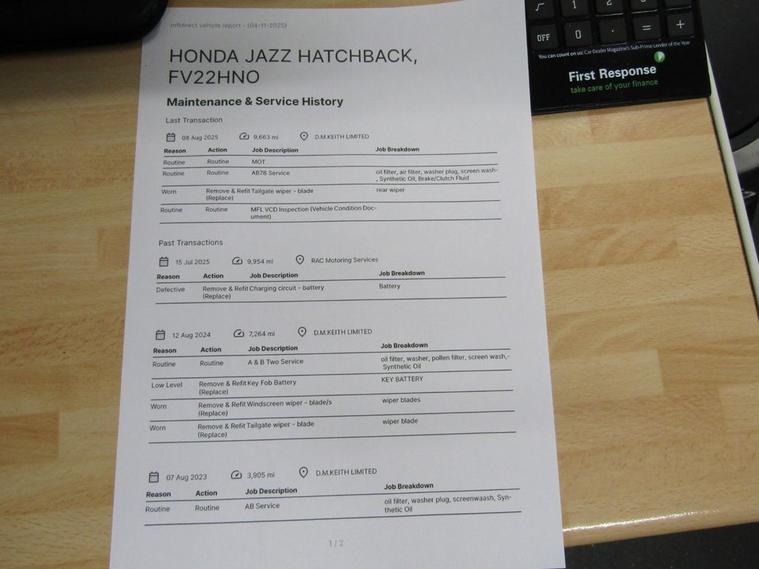 infodirect vehicle report - (04-11-2025)
HONDA JAZZ HATCHBACK,
FV22HNO
Maintenance & Service History
Last Transaction
08 Aug 2025 9,663 mi D.M.KEITH LIMITED
Reason Action Job Description Job Breakdown
Routine Routine MOT
Routine Routine AB78 Service oil filter, air filter, washer plug, screen wash-
, Synthetic Oil, Brake/Clutch Fluid
Worn Remove & Refit Tailgate wiper - blade rear wiper
(Replace)
Routine Routine MFL VCD Inspection (Vehicle Condition Doc-
ument)
Past Transactions
15 Jul 2025 9,954 mi RAC Motoring Services
Reason Action Job Description Job Breakdown
Defective Remove & Refit Charging circuit - battery Battery
(Replace)
12 Aug 2024 7,264 mi D.M.KEITH LIMITED
Reason Action Job Description Job Breakdown
Routine Routine A & B Two Service oil filter, washer, pollen filter, screen wash,-
Synthetic Oil
Low Level Remove & Refit Key Fob Battery KEY BATTERY
(Replace)
Worn Remove & Refit Windscreen wiper - blade/s wiper blades
(Replace)
Worn Remove & Refit Tailgate wiper - blade wiper blade
(Replace)
07 Aug 2023 3,905 mi D.M.KEITH LIMITED
Reason Action Job Description Job Breakdown
Routine Routine AB Service oil filter, washer plug, screenwaash, Syn-
thetic Oil
1 / 2
√ 1 2 3 −
OFF 0 · = +
You can count on us! Car Dealer Magazine's Sub-Prime Lender of the Year
First Response
take care of your finance